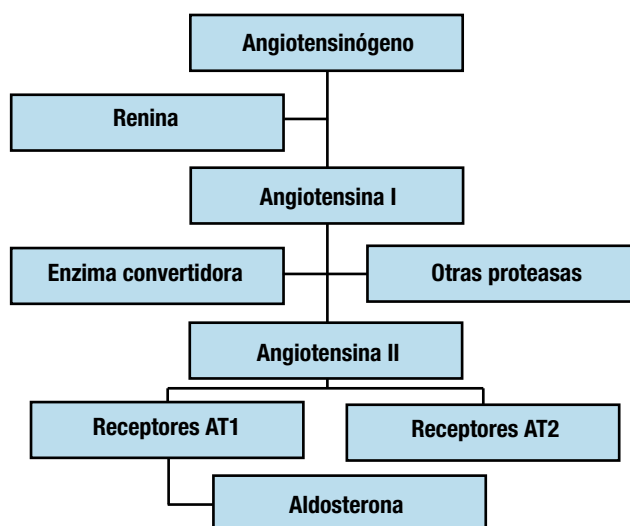 Angiotensinógeno
Renina
Angiotensina I
Enzima convertidora
Otras proteasas
Angiotensina II
Receptores AT1
Receptores AT2
Aldosterona